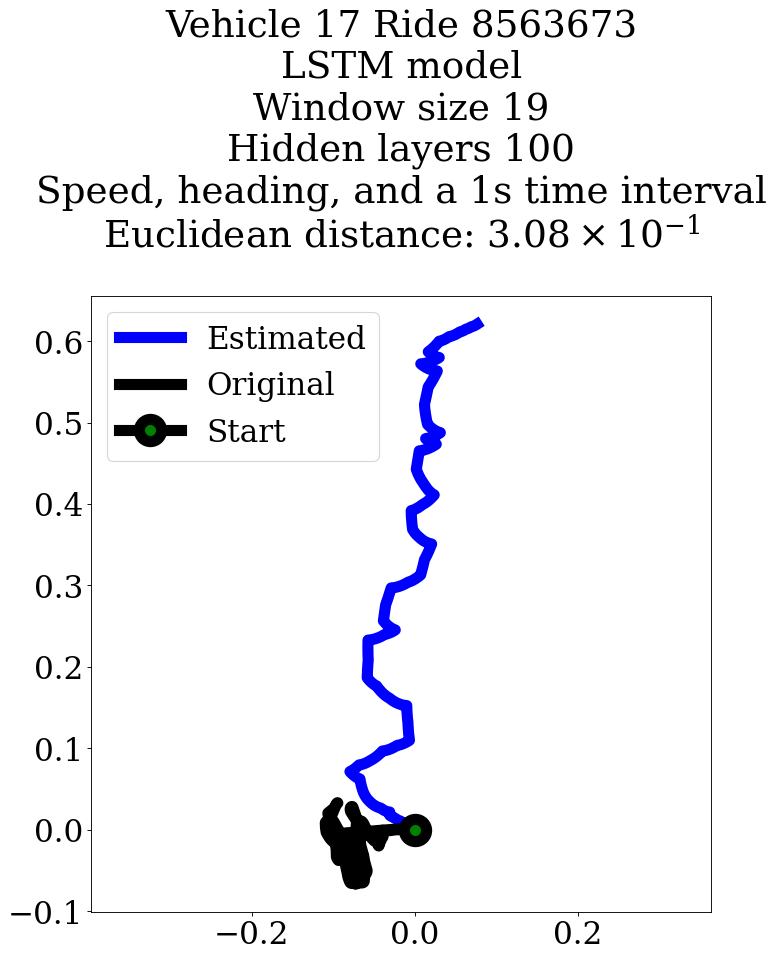 Vehicle 17 Ride 8563673
LSTM model
Window size 19
Hidden layers 100
Speed, heading, and a 1s time interval
Euclidean distance: 3.08 × 10⁻¹
Estimated
Original
Start
0.6
0.5
0.4
0.3
0.2
0.1
0.0
−0.1
−0.2
0.0
0.2